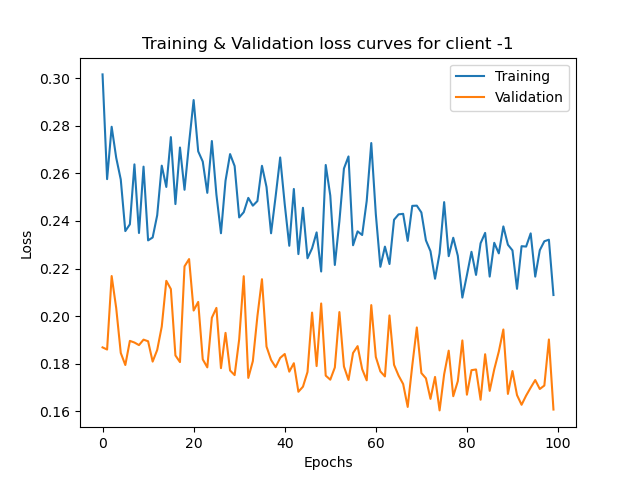 Training & Validation loss curves for client -1
Training
Validation
0.30
0.28
0.26
0.24
0.22
0.20
0.18
0.16
Loss
0
20
40
60
80
100
Epochs